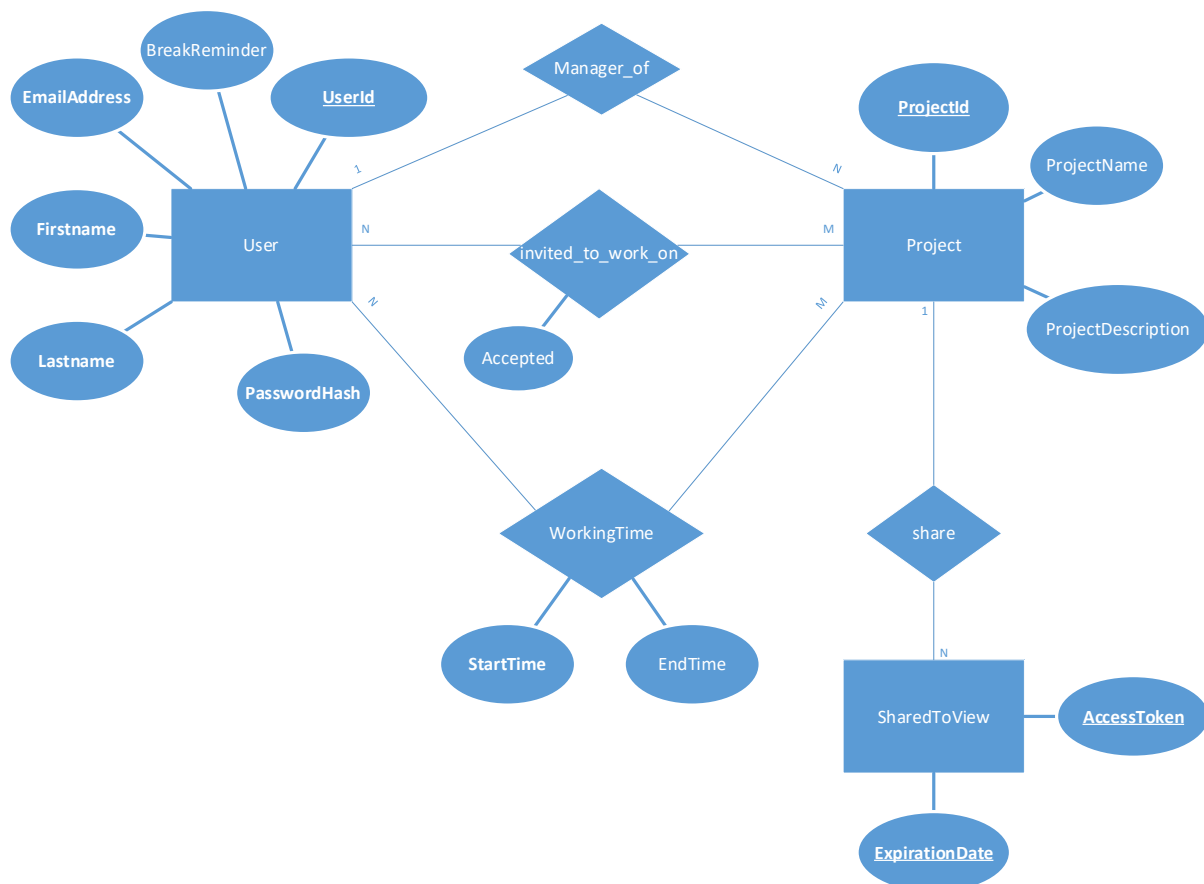 BreakReminder
Manager_of
EmailAddress
UserId
ProjectId
ProjectName
1
N
Firstname
User
N
invited_to_work_on
M
Project
N
M
1
ProjectDescription
Lastname
Accepted
PasswordHash
WorkingTime
share
StartTime
EndTime
N
SharedToView
AccessToken
ExpirationDate